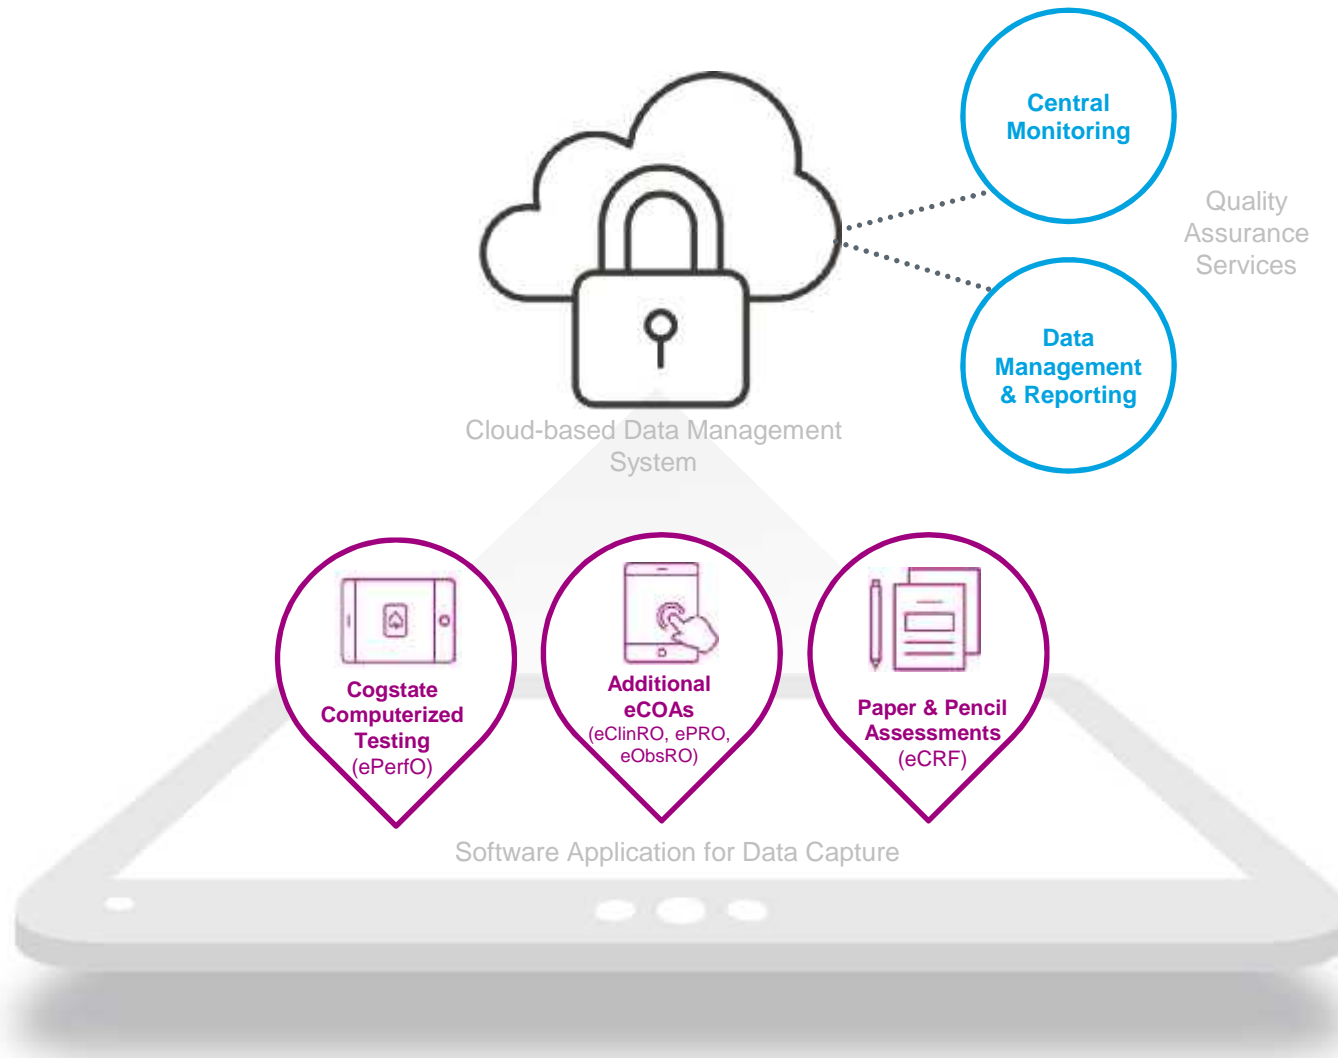 Central
Monitoring
Quality
Assurance
Services
Data
Management
& Reporting
Cloud-based Data Management
System
Cogstate
Computerized
Testing
(ePerfO)
Additional
eCOAs
(eClinRO, ePRO,
eObsRO)
Paper & Pencil
Assessments
(eCRF)
Software Application for Data Capture